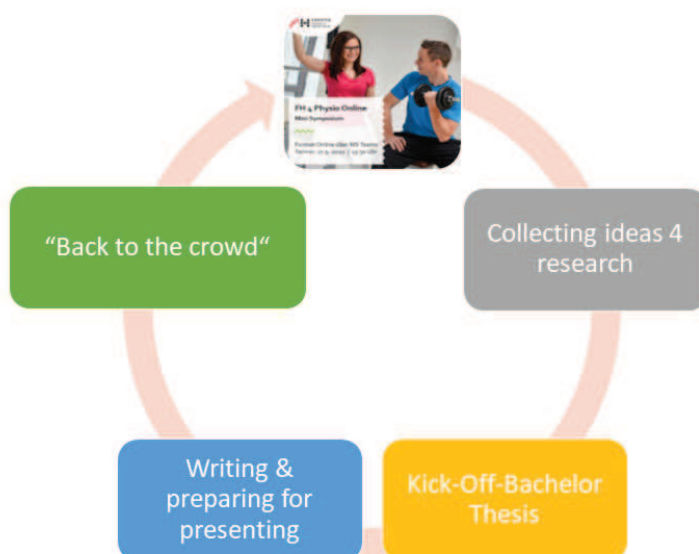 FH 4 Physio Online
Mini Symposium
Collecting ideas 4
research
Kick-Off-Bachelor
Thesis
Writing &
preparing for
presenting
“Back to the crowd“